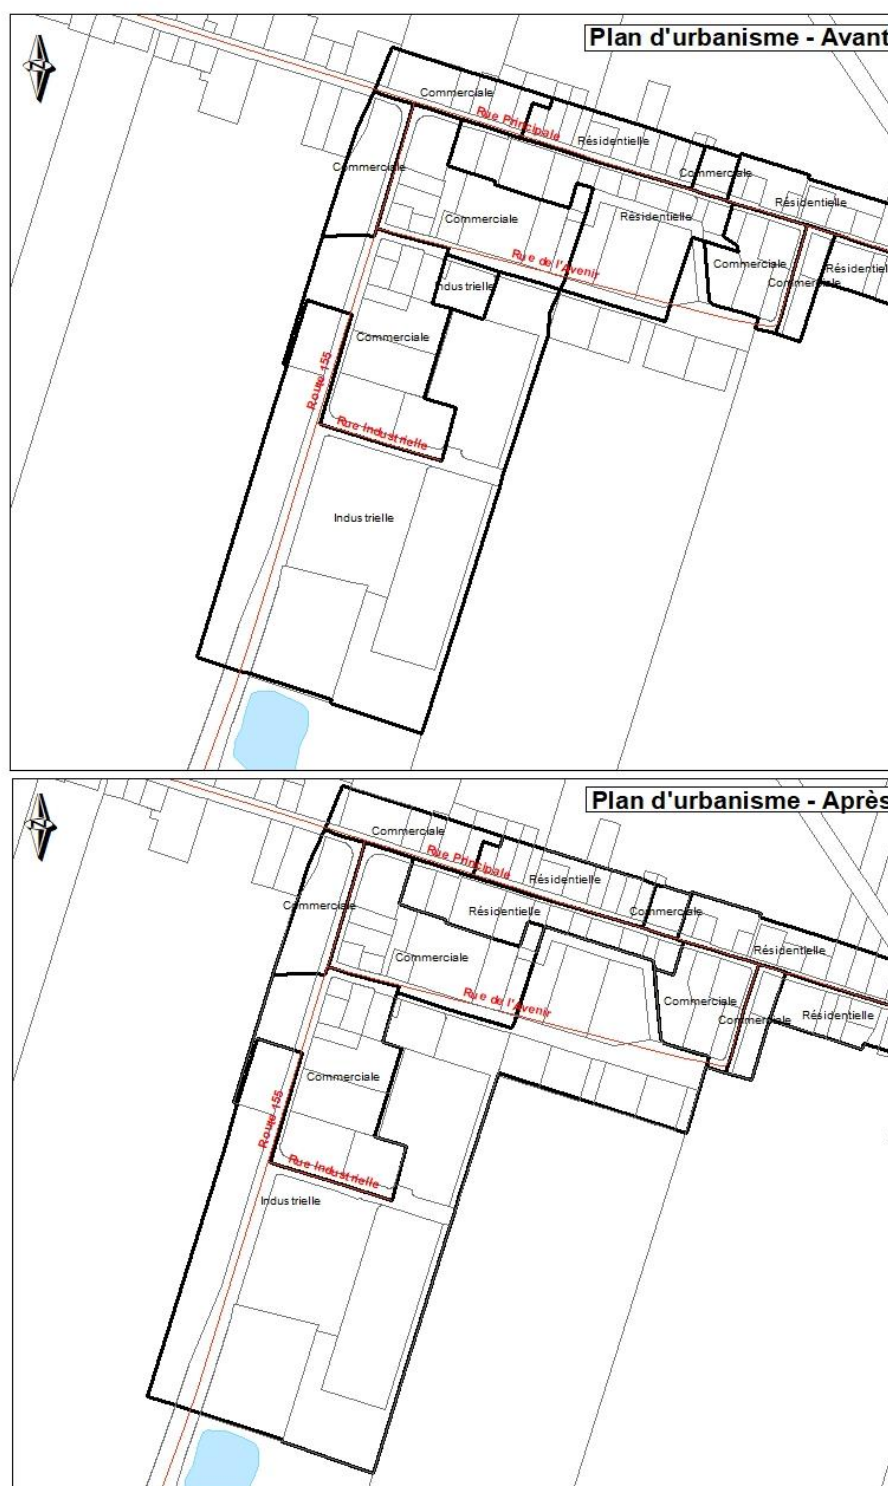 Plan d'urbanisme - Avant
N
Commerciale
Rue Principale
Résidentielle
Commerciale
Commerciale
Résidentielle
Commerciale
Résidentielle
Rue de l'Avenir
Commerciale
Résidentielle
Commerciale
Industrielle
Commerciale
Route 155
Rue Industrielle
Industrielle
Plan d'urbanisme - Après
N
Commerciale
Rue Principale
Résidentielle
Commerciale
Résidentielle
Commerciale
Résidentielle
Commerciale
Rue de l'Avenir
Commerciale
Commerciale
Résidentielle
Commerciale
Route 155
Rue Industrielle
Industrielle